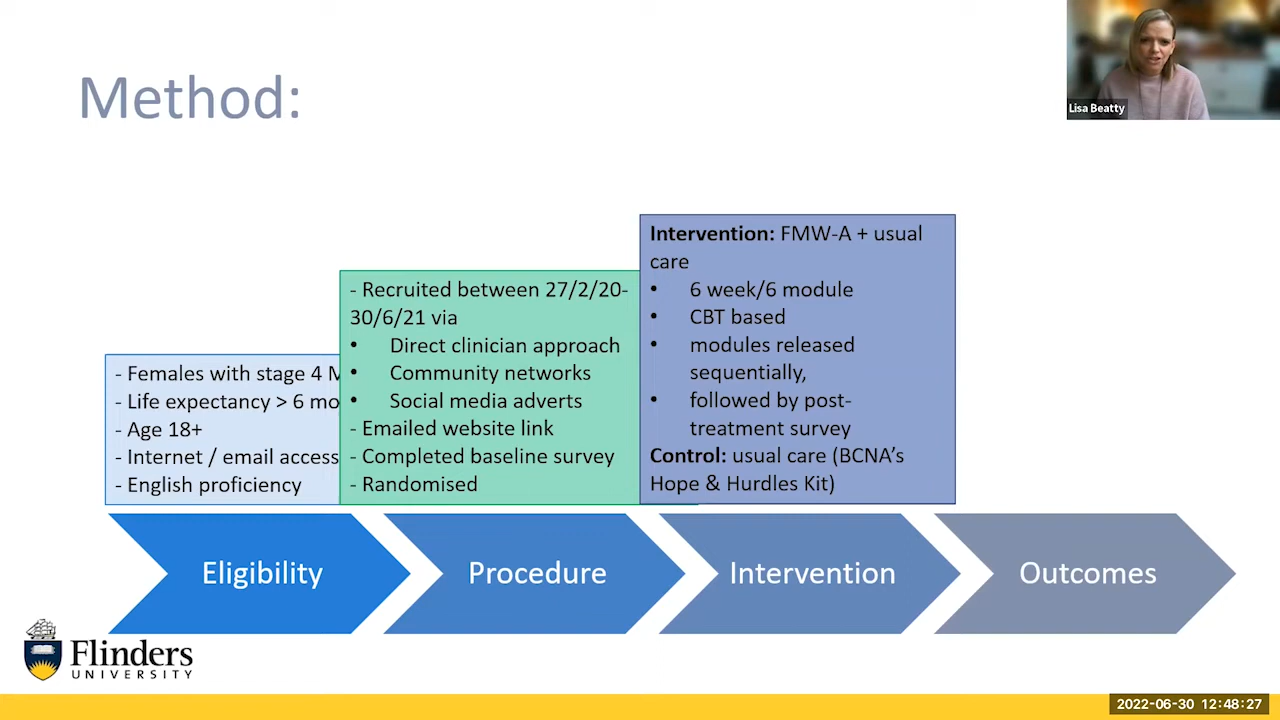 Method:
Lisa Beatty
- Females with stage 4
- Life expectancy > 6 mo
- Age 18+
- Internet / email access
- English proficiency
- Recruited between 27/2/20-
30/6/21 via
• Direct clinician approach
• Community networks
• Social media adverts
- Emailed website link
- Completed baseline survey
- Randomised
Intervention: FMW-A + usual
care
• 6 week/6 module
• CBT based
• modules released
sequentially,
• followed by post-
treatment survey
Control: usual care (BCNA’s
Hope & Hurdles Kit)
Eligibility
Procedure
Intervention
Outcomes
Flinders
UNIVERSITY
2022-06-30 12:48:27